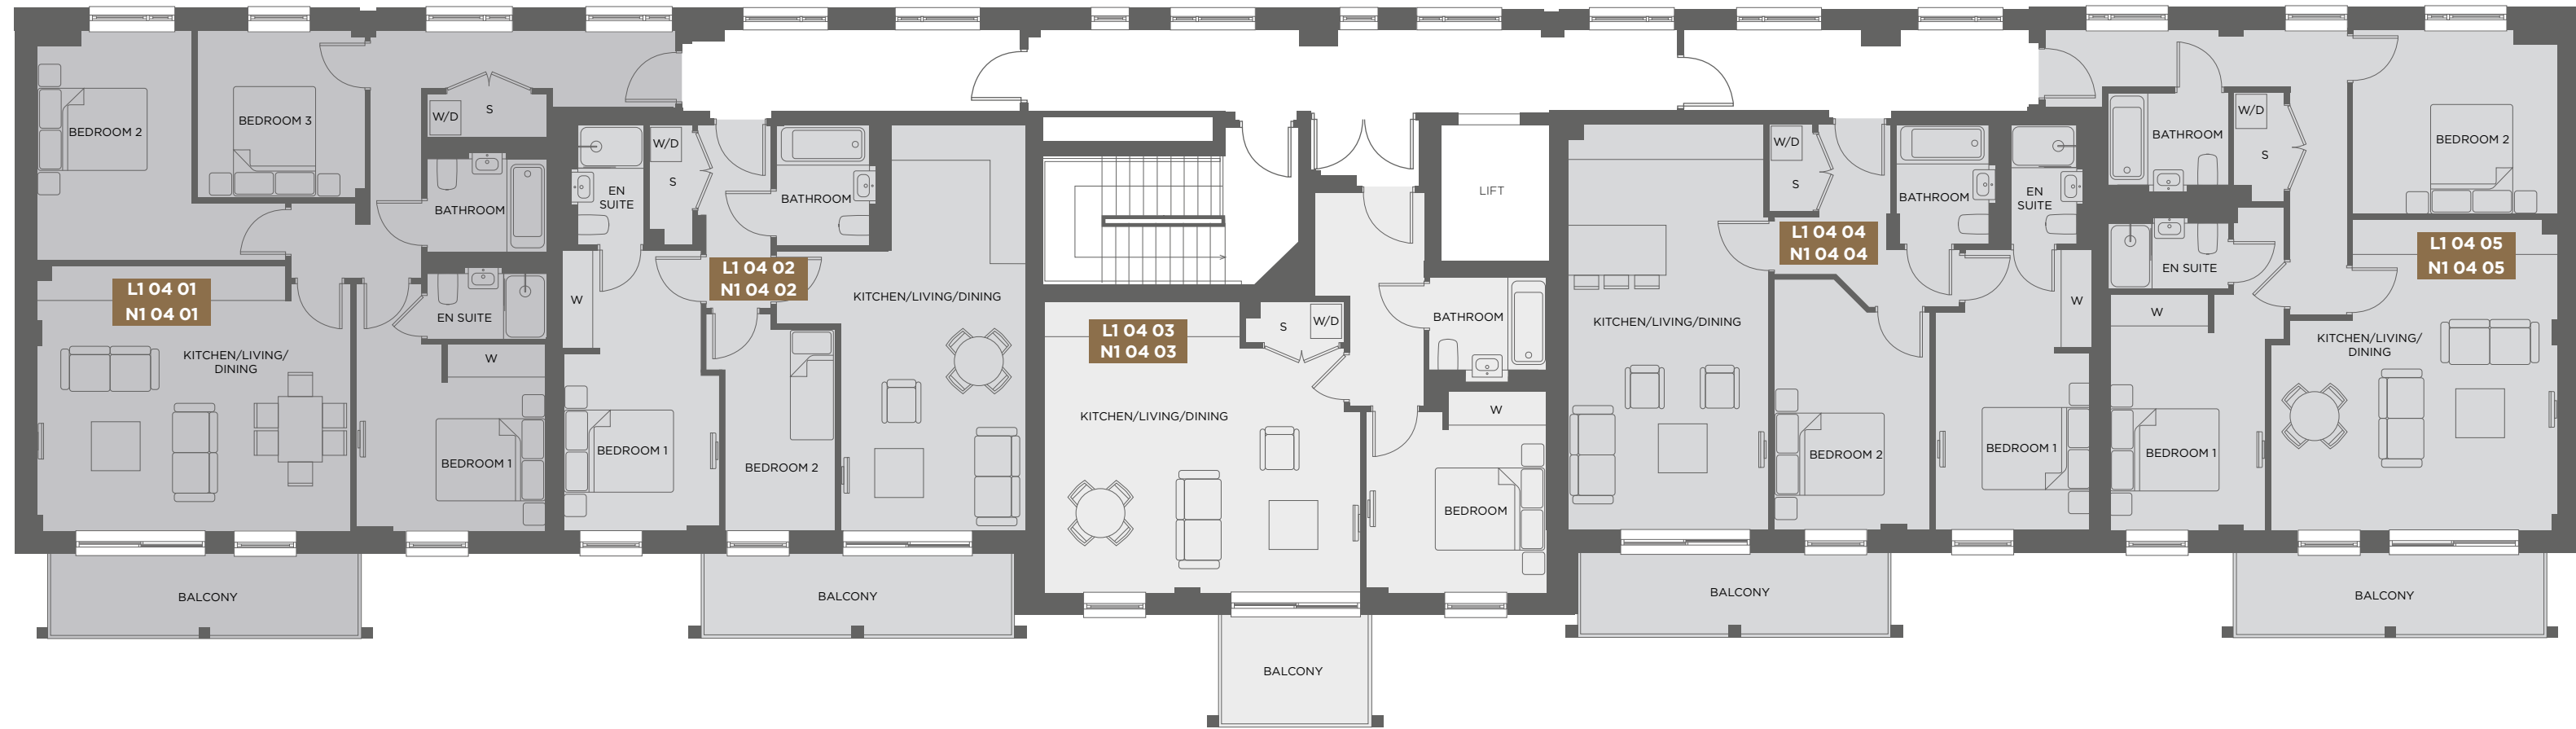 BEDROOM 2
BEDROOM 3
W/D
S
BATHROOM
EN SUITE
W
BEDROOM 1
L1 04 01
N1 04 01
KITCHEN/LIVING/
DINING
BALCONY
EN
SUITE
W/D
S
BATHROOM
W
L1 04 02
N1 04 02
KITCHEN/LIVING/DINING
BEDROOM 1
BEDROOM 2
BALCONY
LIFT
L1 04 03
N1 04 03
S
W/D
BATHROOM
KITCHEN/LIVING/DINING
W
BEDROOM
BALCONY
W/D
S
BATHROOM
EN
SUITE
L1 04 04
N1 04 04
W
KITCHEN/LIVING/DINING
BEDROOM 2
BEDROOM 1
BALCONY
BATHROOM
W/D
S
BEDROOM 2
L1 04 05
N1 04 05
EN SUITE
W
KITCHEN/LIVING/
DINING
BEDROOM 1
BALCONY